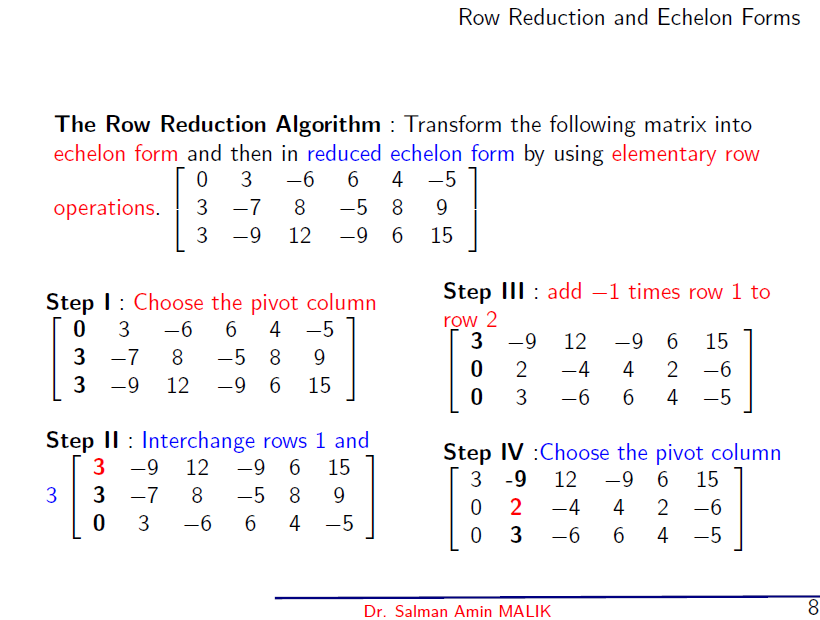 Row Reduction and Echelon Forms
The Row Reduction Algorithm : Transform the following matrix into
echelon form and then in reduced echelon form by using elementary row
operations.
0 3 −6 6 4 −5
3 −7 8 −5 8 9
3 −9 12 −9 6 15
Step I : Choose the pivot column
0 3 −6 6 4 −5
3 −7 8 −5 8 9
3 −9 12 −9 6 15
Step II : Interchange rows 1 and
3
3 −9 12 −9 6 15
3 −7 8 −5 8 9
0 3 −6 6 4 −5
Step III : add −1 times row 1 to
row 2
3 −9 12 −9 6 15
0 2 −4 4 2 −6
0 3 −6 6 4 −5
Step IV :Choose the pivot column
3 -9 12 −9 6 15
0 2 −4 4 2 −6
0 3 −6 6 4 −5
Dr. Salman Amin MALIK
8